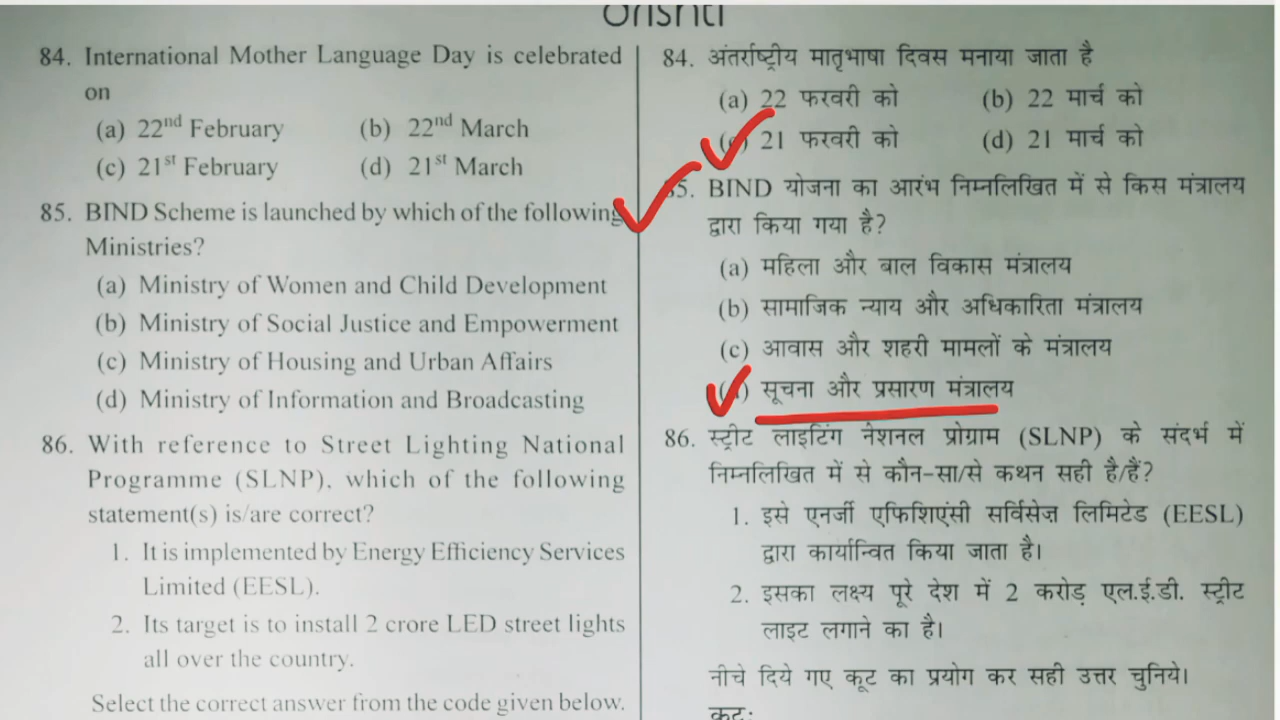 drishti
84. International Mother Language Day is celebrated
on
(a) 22nd February (b) 22nd March
(c) 21st February (d) 21st March
85. BIND Scheme is launched by which of the following
Ministries?
(a) Ministry of Women and Child Development
(b) Ministry of Social Justice and Empowerment
(c) Ministry of Housing and Urban Affairs
(d) Ministry of Information and Broadcasting
86. With reference to Street Lighting National
Programme (SLNP), which of the following
statement(s) is/are correct?
1. It is implemented by Energy Efficiency Services
Limited (EESL).
2. Its target is to install 2 crore LED street lights
all over the country.
Select the correct answer from the code given below.
84. अंतर्राष्ट्रीय मातृभाषा दिवस मनाया जाता है
(a) 22 फरवरी को (b) 22 मार्च को
(c) 21 फरवरी को (d) 21 मार्च को
85. BIND योजना का आरंभ निम्नलिखित में से किस मंत्रालय
द्वारा किया गया है?
(a) महिला और बाल विकास मंत्रालय
(b) सामाजिक न्याय और अधिकारिता मंत्रालय
(c) आवास और शहरी मामलों के मंत्रालय
(d) सूचना और प्रसारण मंत्रालय
86. स्ट्रीट लाइटिंग नेशनल प्रोग्राम (SLNP) के संदर्भ में
निम्नलिखित में से कौन-सा/से कथन सही है/हैं?
1. इसे एनर्जी एफिशिएंसी सर्विसेज़ लिमिटेड (EESL)
द्वारा कार्यान्वित किया जाता है।
2. इसका लक्ष्य पूरे देश में 2 करोड़ एल.ई.डी. स्ट्रीट
लाइट लगाने का है।
नीचे दिये गए कूट का प्रयोग कर सही उत्तर चुनिये।
कूट: